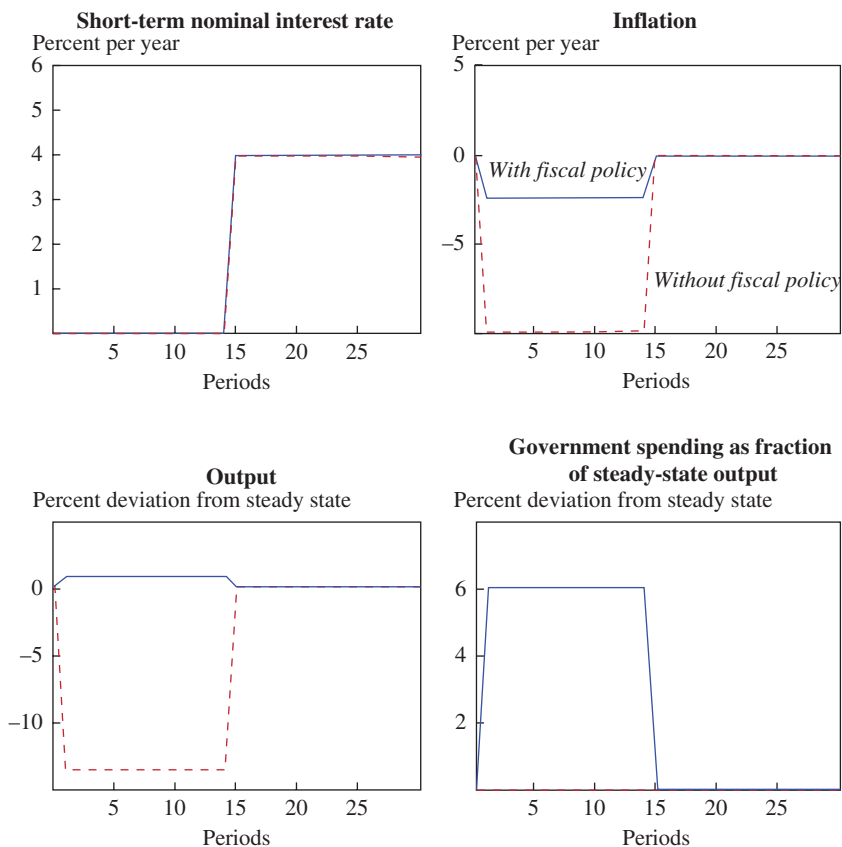 Short-term nominal interest rate
Percent per year
6
5
4
3
2
1
5 10 15 20 25
Periods
Inflation
Percent per year
5
0
–5
With fiscal policy
Without fiscal policy
5 10 15 20 25
Periods
Output
Percent deviation from steady state
0
–5
–10
5 10 15 20 25
Periods
Government spending as fraction
of steady-state output
Percent deviation from steady state
6
4
2
5 10 15 20 25
Periods